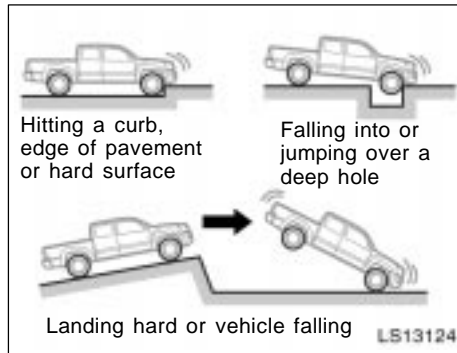 Hitting a curb,
edge of pavement
or hard surface
Falling into or
jumping over a
deep hole
Landing hard or vehicle falling
LS13124